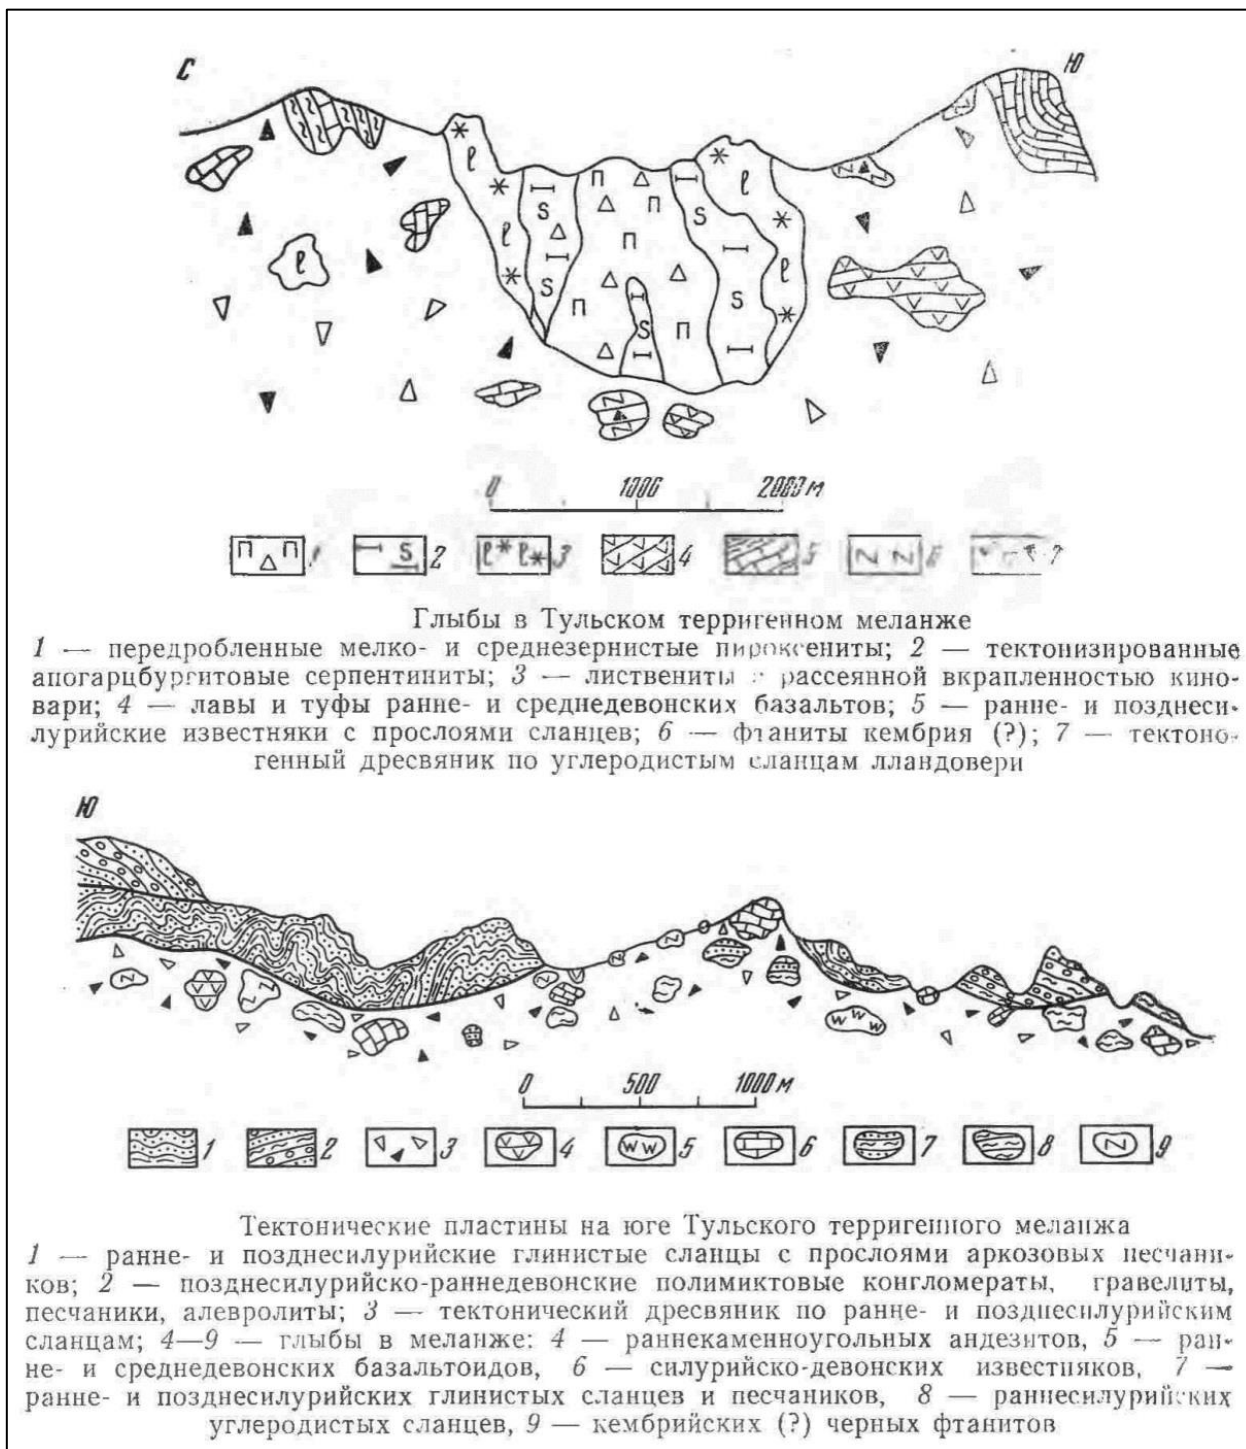 С Ю
0 1000 2000 м
1 2 3 4 5 6 7
Глыбы в Тульском терригенном меланже
1 — передробленные мелко- и среднезернистые пироксениты; 2 — тектонизированные
апогарцбургитовые серпентиниты; 3 — листвениты с рассеянной вкрапленностью кино-
вари; 4 — лавы и туфы ранне- и среднедевонских базальтов; 5 — ранне- и позднеси-
лурийские известняки с прослоями сланцев; 6 — фтаниты кембрия (?); 7 — тектоно-
генный дресвяник по углеродистым сланцам лландовери
Ю
0 500 1000 м
1 2 3 4 5 6 7 8 9
Тектонические пластины на юге Тульского терригенного меланжа
1 — ранне- и позднесилурийские глинистые сланцы с прослоями аркозовых песчани-
ков; 2 — позднесилурийско-раннедевонские полимиктовые конгломераты, гравелиты,
песчаники, алевролиты; 3 — тектонический дресвяник по ранне- и позднесилурийским
сланцам; 4—9 — глыбы в меланже: 4 — раннекаменноугольных андезитов, 5 — ран-
не- и среднедевонских базальтоидов, 6 — силурийско-девонских известняков, 7 —
ранне- и позднесилурийских глинистых сланцев и песчаников, 8 — раннесилурийских
углеродистых сланцев, 9 — кембрийских (?) черных фтанитов